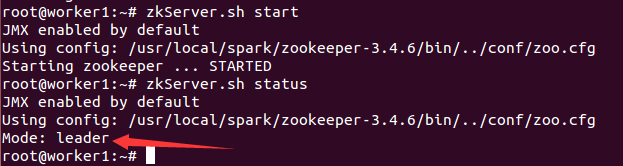 root@worker1:~# zkServer.sh start
JMX enabled by default
Using config: /usr/local/spark/zookeeper-3.4.6/bin/../conf/zoo.cfg
Starting zookeeper ... STARTED
root@worker1:~# zkServer.sh status
JMX enabled by default
Using config: /usr/local/spark/zookeeper-3.4.6/bin/../conf/zoo.cfg
Mode: leader
root@worker1:~#